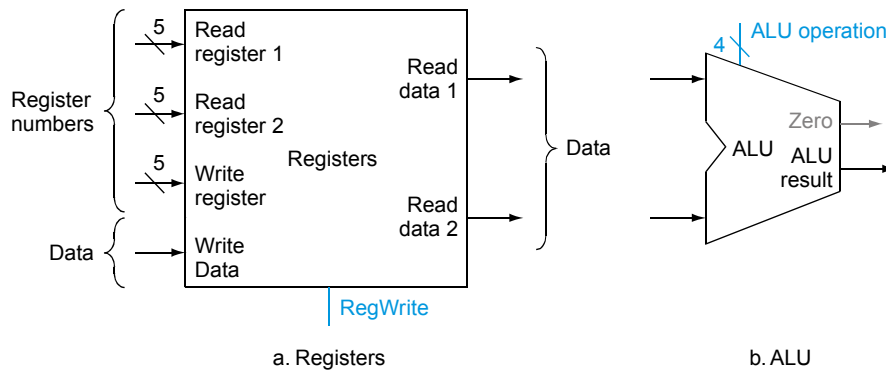 5
Read
register 1
Register
numbers
5
Read
register 2
5
Write
register
Data
Write
Data
Registers
Read
data 1
Read
data 2
Data
RegWrite
a. Registers
4
ALU operation
Zero
ALU
ALU
result
b. ALU